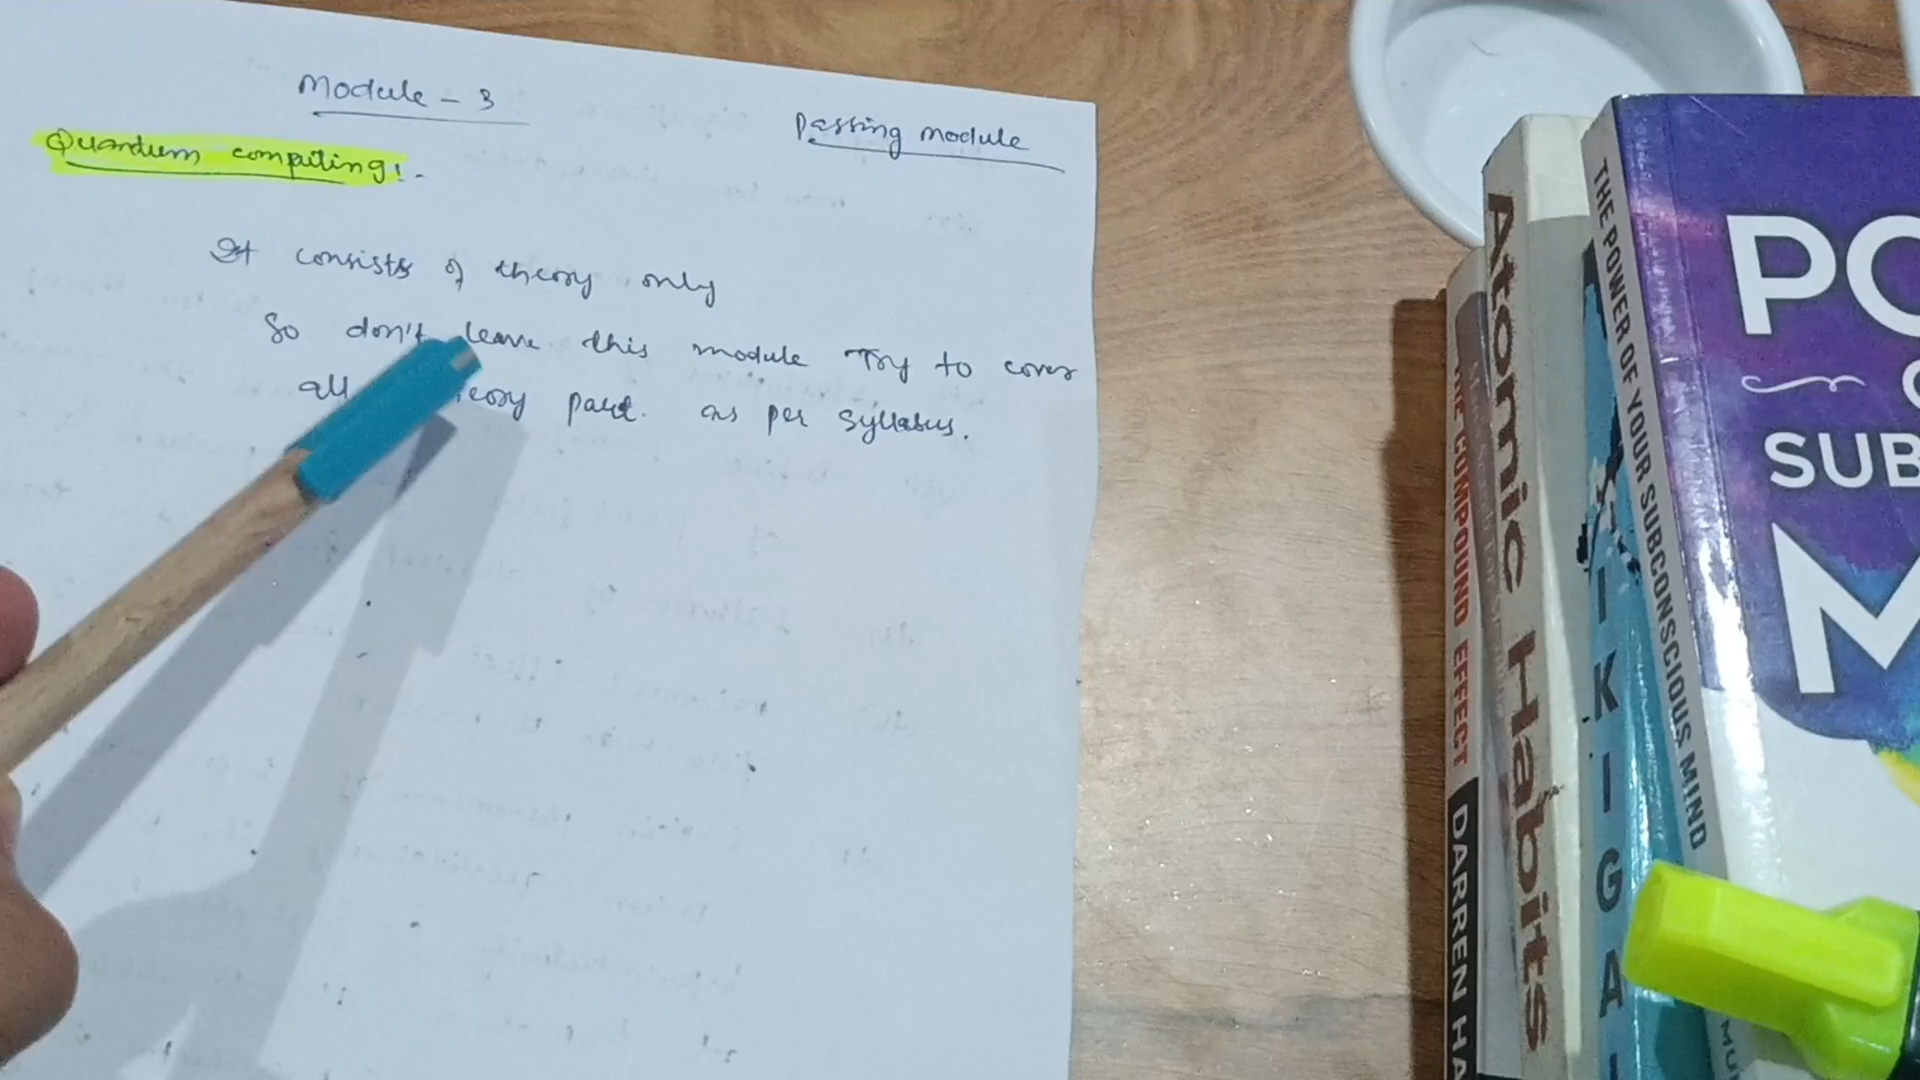 Module - 3
Passing module
Quantum computing:-
It consists of theory only
So don't leave this module Try to cover
all theory part. as per syllabus.
THE COMPOUND EFFECT
DARREN HA
Atomic Habits
IKIGAI
THE POWER OF YOUR SUBCONSCIOUS MIND
PO
SUB
M